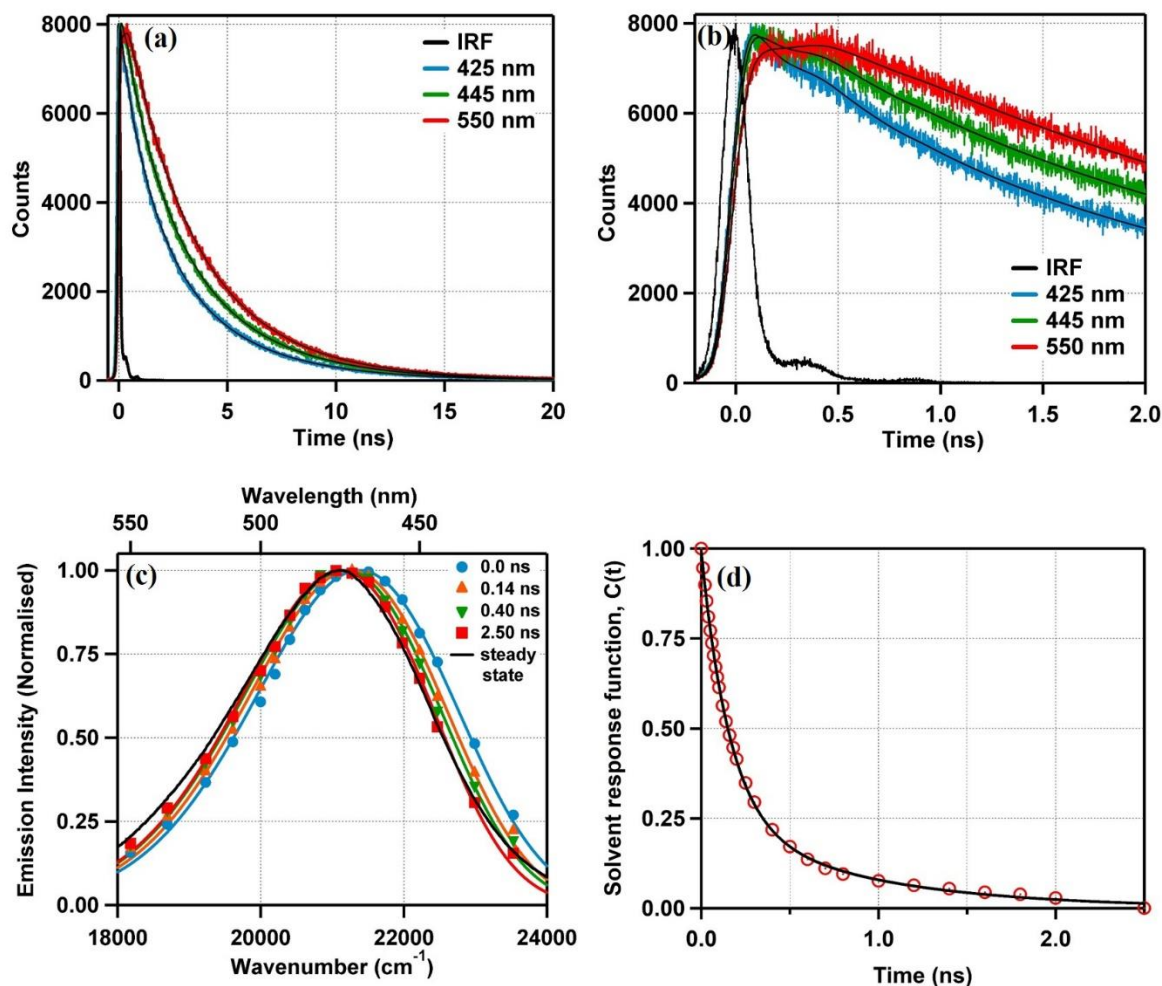 (a)
IRF
425 nm
445 nm
550 nm
8000
6000
4000
2000
0
Counts
0
5
10
15
20
Time (ns)
(b)
8000
6000
4000
2000
0
Counts
IRF
425 nm
445 nm
550 nm
0.0
0.5
1.0
1.5
2.0
Time (ns)
Wavelength (nm)
550
500
450
(c)
0.0 ns
0.14 ns
0.40 ns
2.50 ns
steady
state
1.00
0.75
0.50
0.25
0.00
Emission Intensity (Normalised)
18000
20000
22000
24000
Wavenumber (cm⁻¹)
(d)
1.00
0.75
0.50
0.25
0.00
Solvent response function, C(t)
0.0
1.0
2.0
Time (ns)